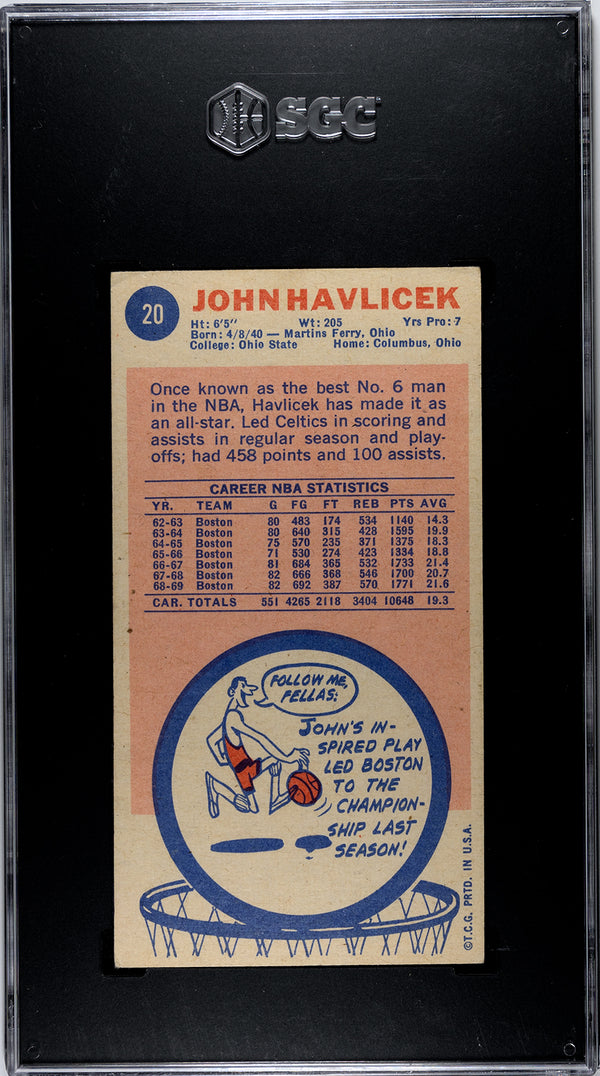 SGC
20
JOHN HAVLICEK
Ht: 6'5" Wt: 205 Yrs Pro: 7
Born: 4/8/40 — Martins Ferry, Ohio
College: Ohio State Home: Columbus, Ohio
Once known as the best No. 6 man
in the NBA, Havlicek has made it as
an all-star. Led Celtics in scoring and
assists in regular season and play-
offs; had 458 points and 100 assists.
CAREER NBA STATISTICS
YR. TEAM G FG FT REB PTS AVG
62-63 Boston 80 483 174 534 1140 14.3
63-64 Boston 80 640 315 428 1595 19.9
64-65 Boston 75 570 235 371 1375 18.3
65-66 Boston 71 530 274 423 1334 18.8
66-67 Boston 81 684 365 532 1733 21.4
67-68 Boston 82 666 368 546 1700 20.7
68-69 Boston 82 692 387 570 1771 21.6
CAR. TOTALS 551 4265 2118 3404 10648 19.3
FOLLOW ME,
FELLAS;
JOHN'S IN-
SPIRED PLAY
LED BOSTON
TO THE
CHAMPION-
SHIP LAST
SEASON!
©T.C.G. PRTD. IN U.S.A.